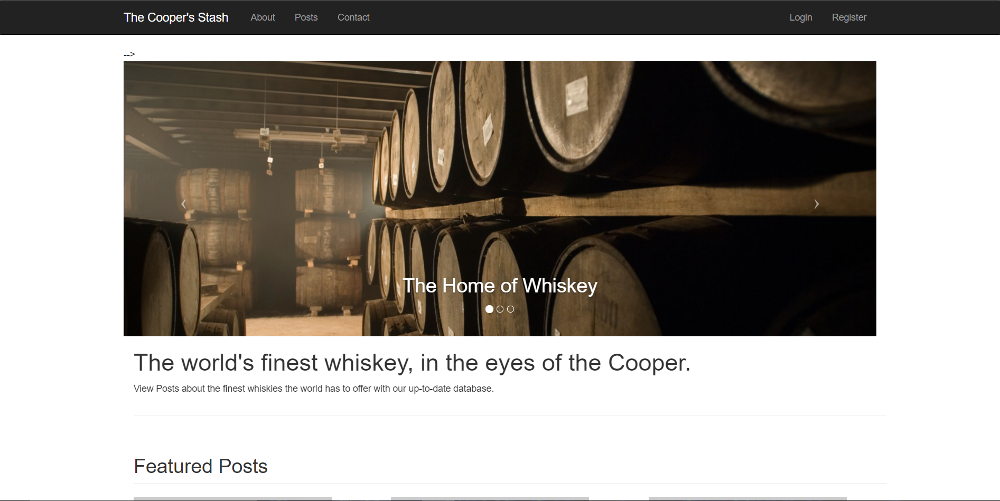 The Cooper's Stash About Posts Contact Login Register
-->
The Home of Whiskey
The world's finest whiskey, in the eyes of the Cooper.
View Posts about the finest whiskies the world has to offer with our up-to-date database.
Featured Posts